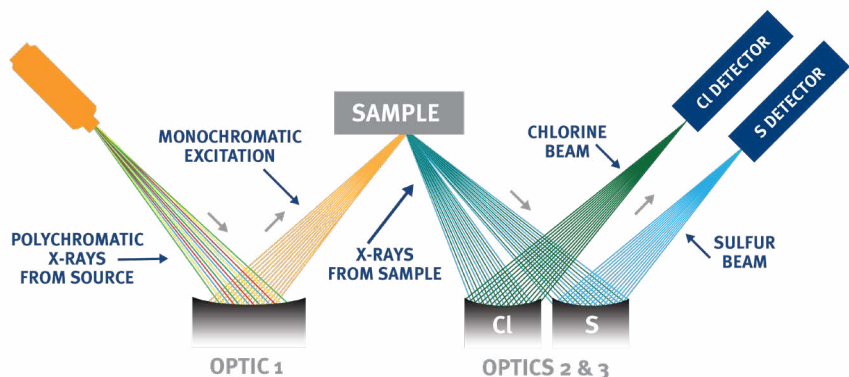 SAMPLE
Cl DETECTOR
S DETECTOR
MONOCHROMATIC
EXCITATION
CHLORINE
BEAM
POLYCHROMATIC
X-RAYS
FROM SOURCE
X-RAYS
FROM SAMPLE
SULFUR
BEAM
Cl
S
OPTIC 1
OPTICS 2 & 3